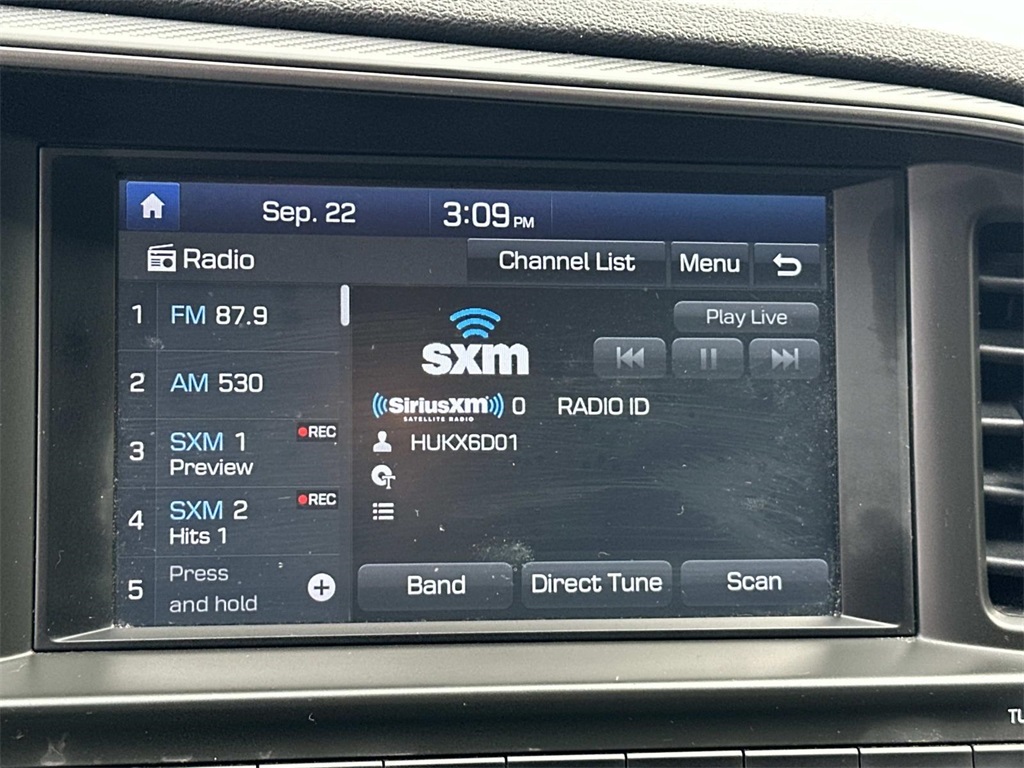 Sep. 22 3:09 PM
Radio Channel List Menu
1 FM 87.9
2 AM 530
3 SXM 1 REC
Preview
4 SXM 2 REC
Hits 1
5 Press
and hold
Play Live
sxm
SiriusXM 0 RADIO ID
SATELLITE RADIO
HUKX6D01
Band Direct Tune Scan